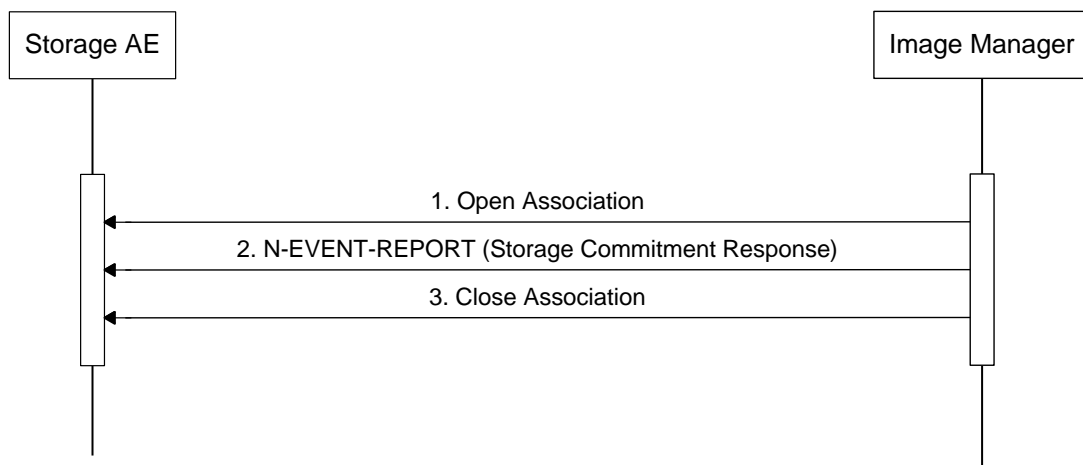 Storage AE
Image Manager
1. Open Association
2. N-EVENT-REPORT (Storage Commitment Response)
3. Close Association